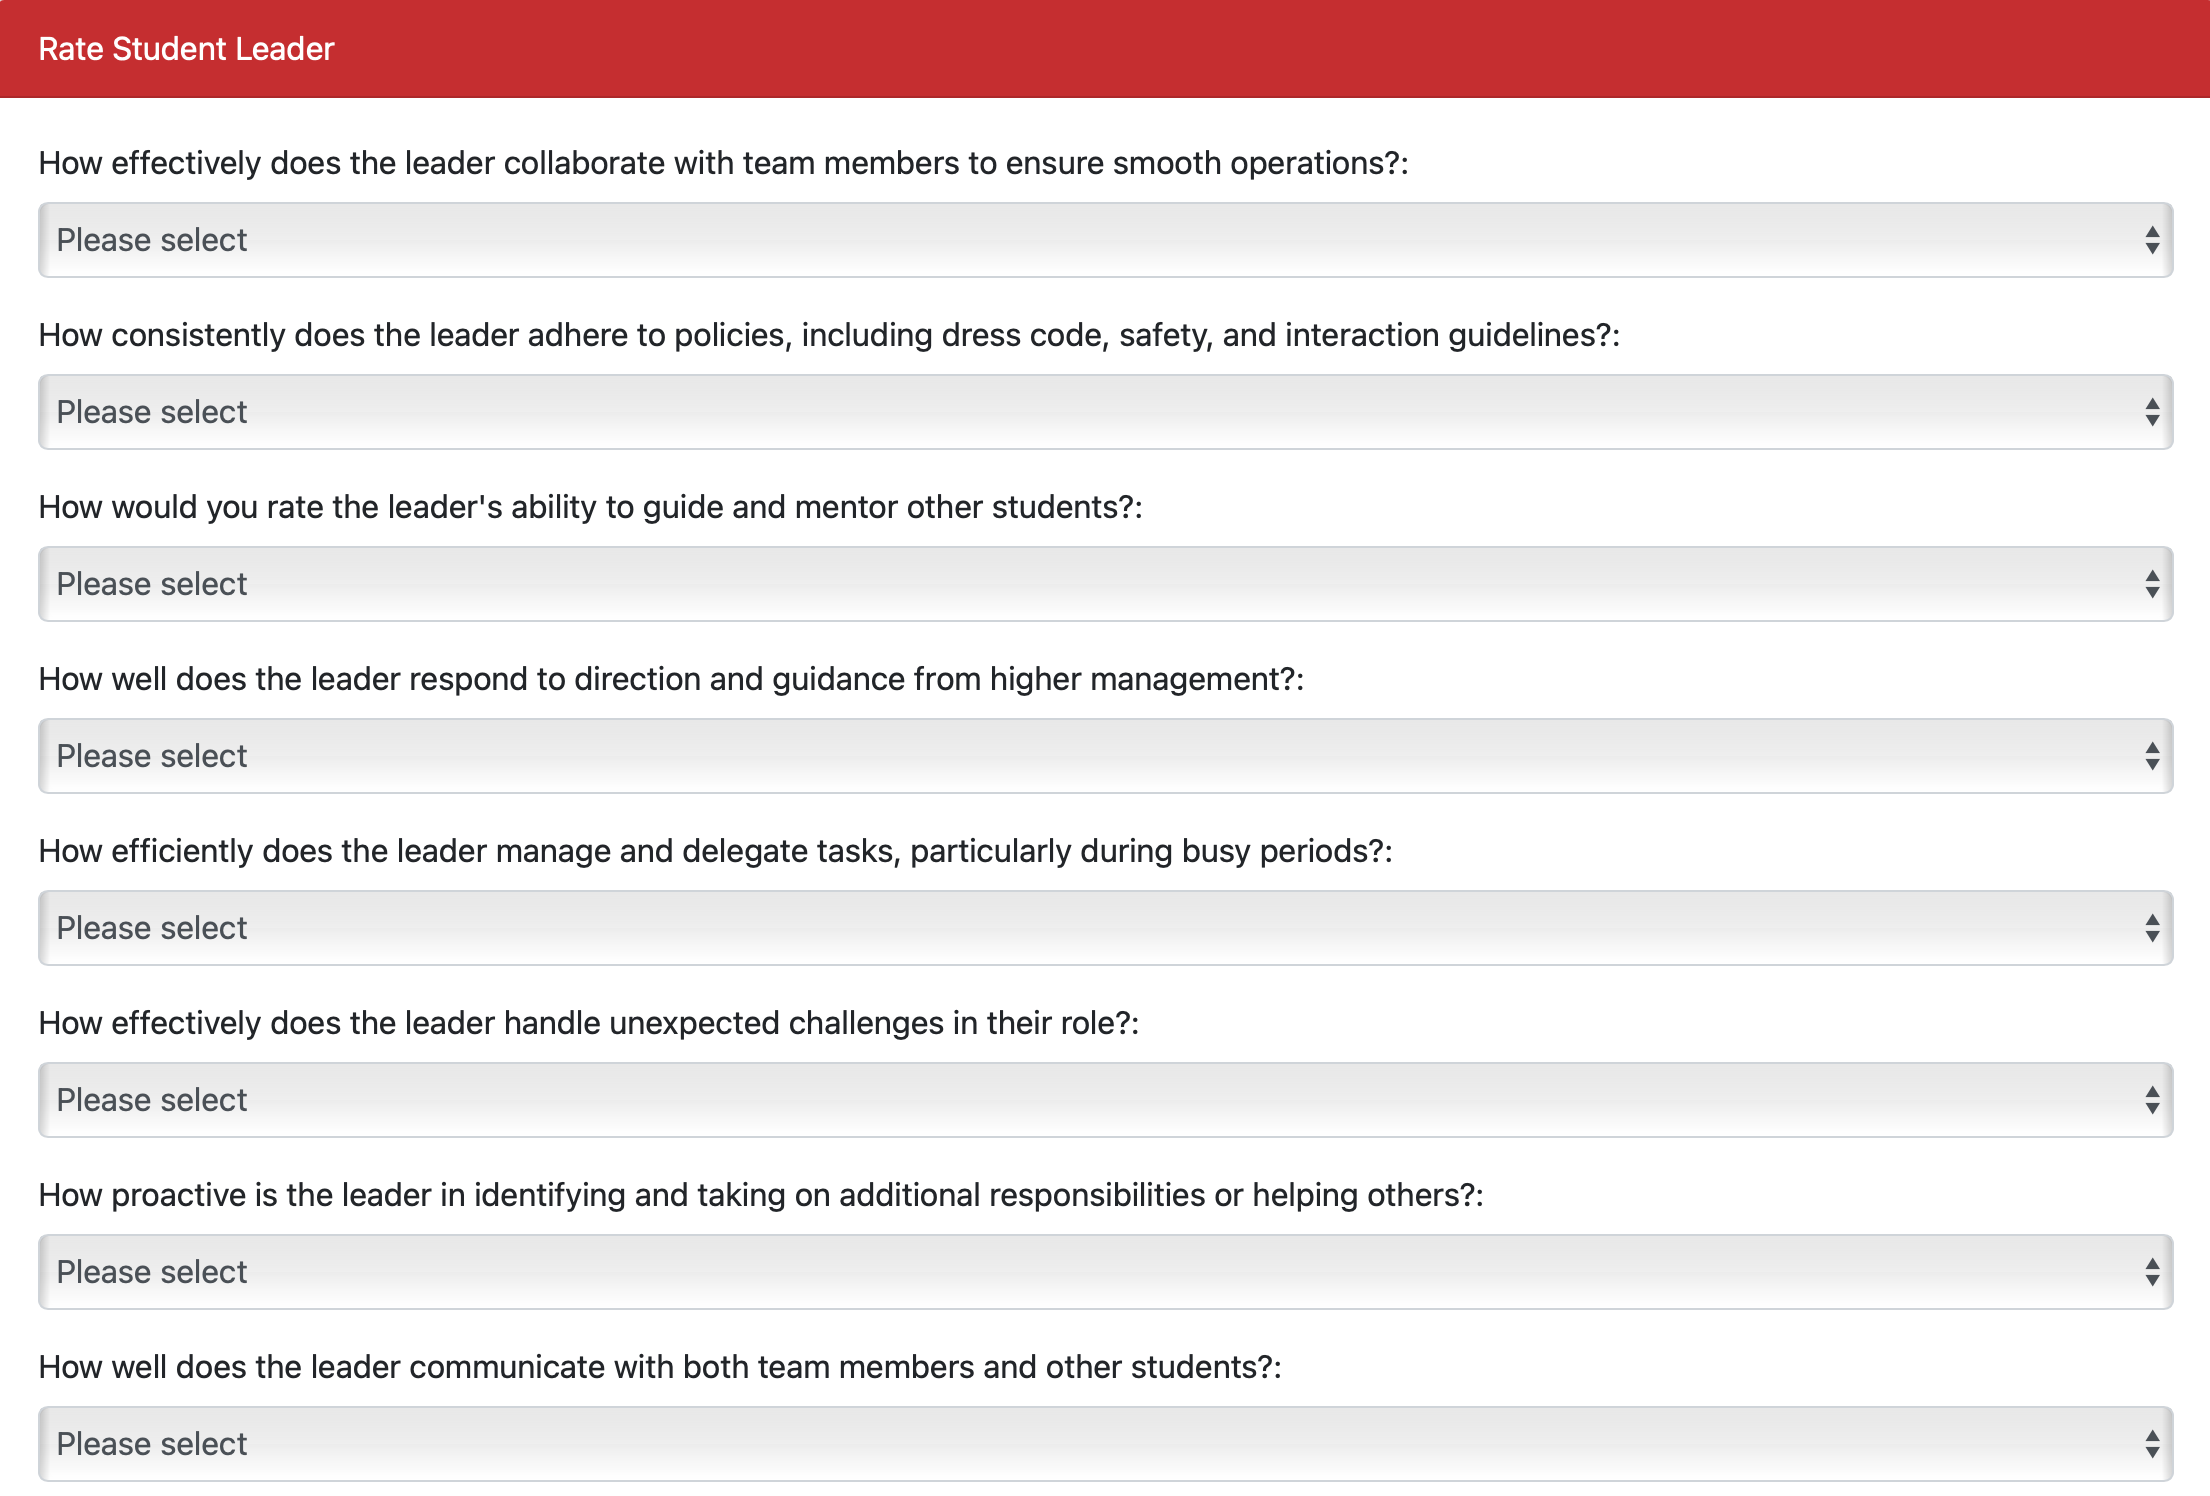 Rate Student Leader
How effectively does the leader collaborate with team members to ensure smooth operations?:
Please select
How consistently does the leader adhere to policies, including dress code, safety, and interaction guidelines?:
Please select
How would you rate the leader's ability to guide and mentor other students?:
Please select
How well does the leader respond to direction and guidance from higher management?:
Please select
How efficiently does the leader manage and delegate tasks, particularly during busy periods?:
Please select
How effectively does the leader handle unexpected challenges in their role?:
Please select
How proactive is the leader in identifying and taking on additional responsibilities or helping others?:
Please select
How well does the leader communicate with both team members and other students?:
Please select